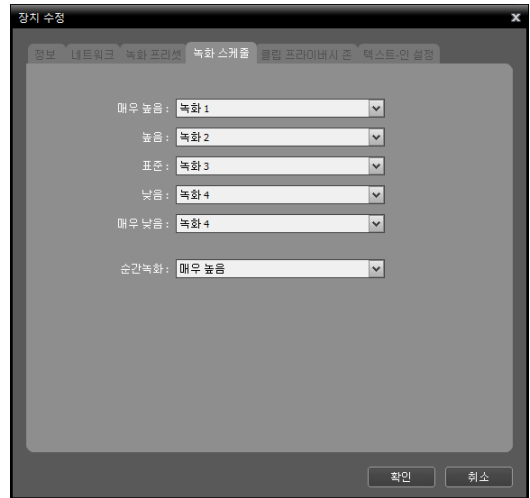 장치 수정
정보 네트워크 녹화 프리셋 녹화 스케줄 클립 프라이버시 존 텍스트-인 설정
매우 높음 : 녹화 1
높음 : 녹화 2
표준 : 녹화 3
낮음 : 녹화 4
매우 낮음 : 녹화 4
순간녹화 : 매우 높음
확인 취소